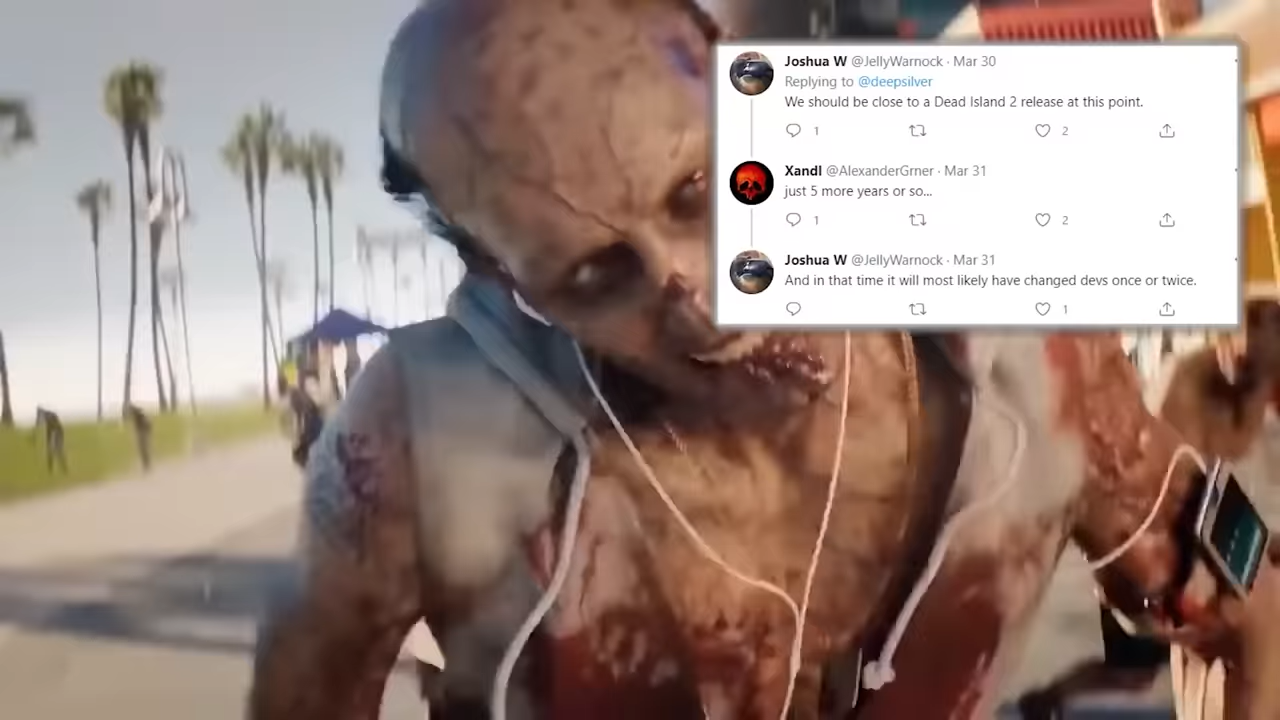 Joshua W @JellyWarnock · Mar 30
Replying to @deepsilver
We should be close to a Dead Island 2 release at this point.
1 2
Xandl @AlexanderGrner · Mar 31
just 5 more years or so...
1 2
Joshua W @JellyWarnock · Mar 31
And in that time it will most likely have changed devs once or twice.
1